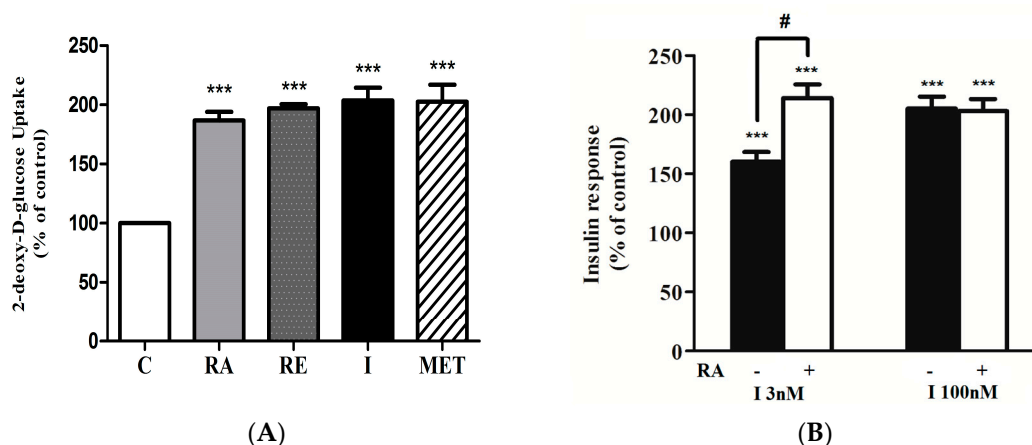 2-deoxy-D-glucose Uptake
(% of control)
250
200
150
100
50
0
***
***
***
***
C RA RE I MET
(A)
B
Insulin response
(% of control)
250
200
150
100
50
0
#
***
***
***
***
RA - + - +
I 3nM I 100nM
(B)